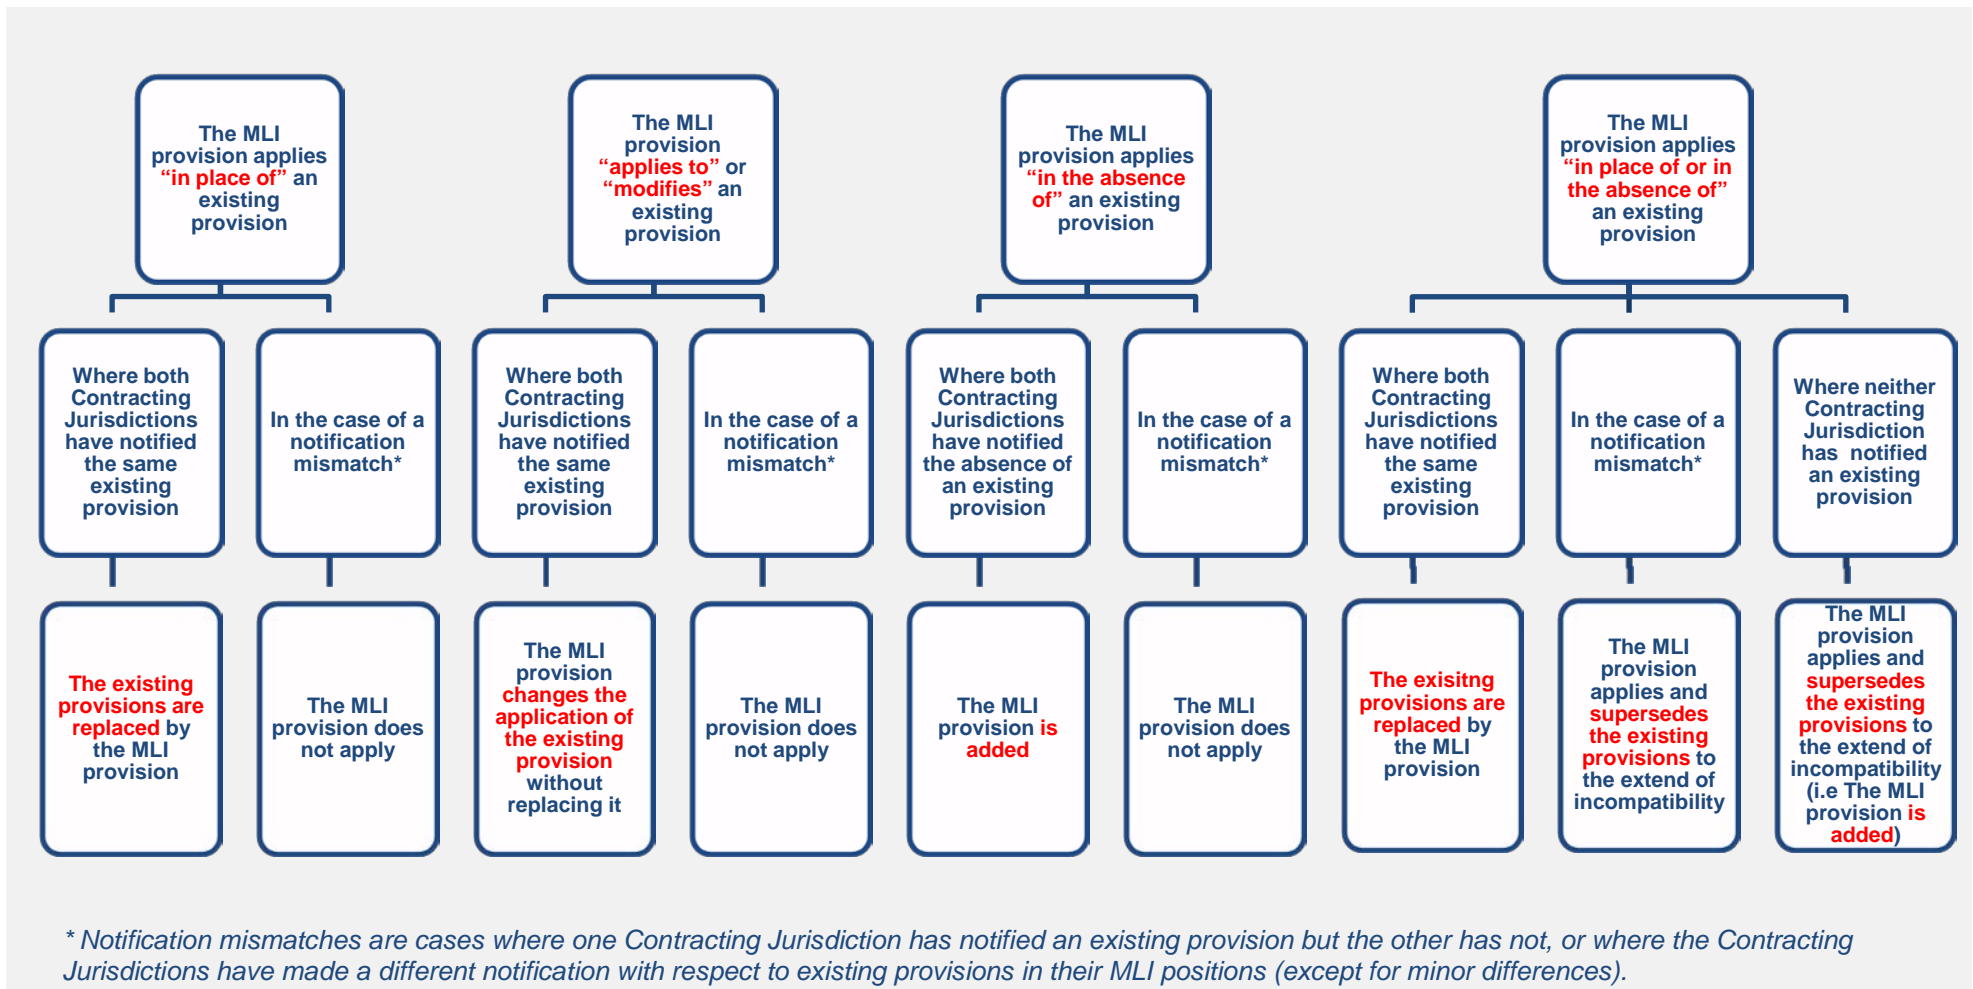 The MLI
provision applies
“in place of” an
existing
provision
The MLI
provision
“applies to” or
“modifies” an
existing
provision
The MLI
provision applies
“in the absence
of” an existing
provision
The MLI
provision applies
“in place of or in
the absence of”
an existing
provision
Where both
Contracting
Jurisdictions
have notified
the same
existing
provision
In the case of a
notification
mismatch*
Where both
Contracting
Jurisdictions
have notified
the same
existing
provision
In the case of a
notification
mismatch*
Where both
Contracting
Jurisdictions
have notified
the absence of
an existing
provision
In the case of a
notification
mismatch*
Where both
Contracting
Jurisdictions
have notified
the same
existing
provision
In the case of a
notification
mismatch*
Where neither
Contracting
Jurisdiction
has notified
an existing
provision
The existing
provisions are
replaced by
the MLI
provision
The MLI
provision does
not apply
The MLI
provision
changes the
application of
the existing
provision
without
replacing it
The MLI
provision does
not apply
The MLI
provision is
added
The MLI
provision does
not apply
The exisitng
provisions are
replaced by
the MLI
provision
The MLI
provision
applies and
supersedes
the existing
provisions to
the extend of
incompatibility
The MLI
provision
applies and
supersedes
the existing
provisions to
the extend of
incompatibility
(i.e The MLI
provision is
added)
* Notification mismatches are cases where one Contracting Jurisdiction has notified an existing provision but the other has not, or where the Contracting
Jurisdictions have made a different notification with respect to existing provisions in their MLI positions (except for minor differences).